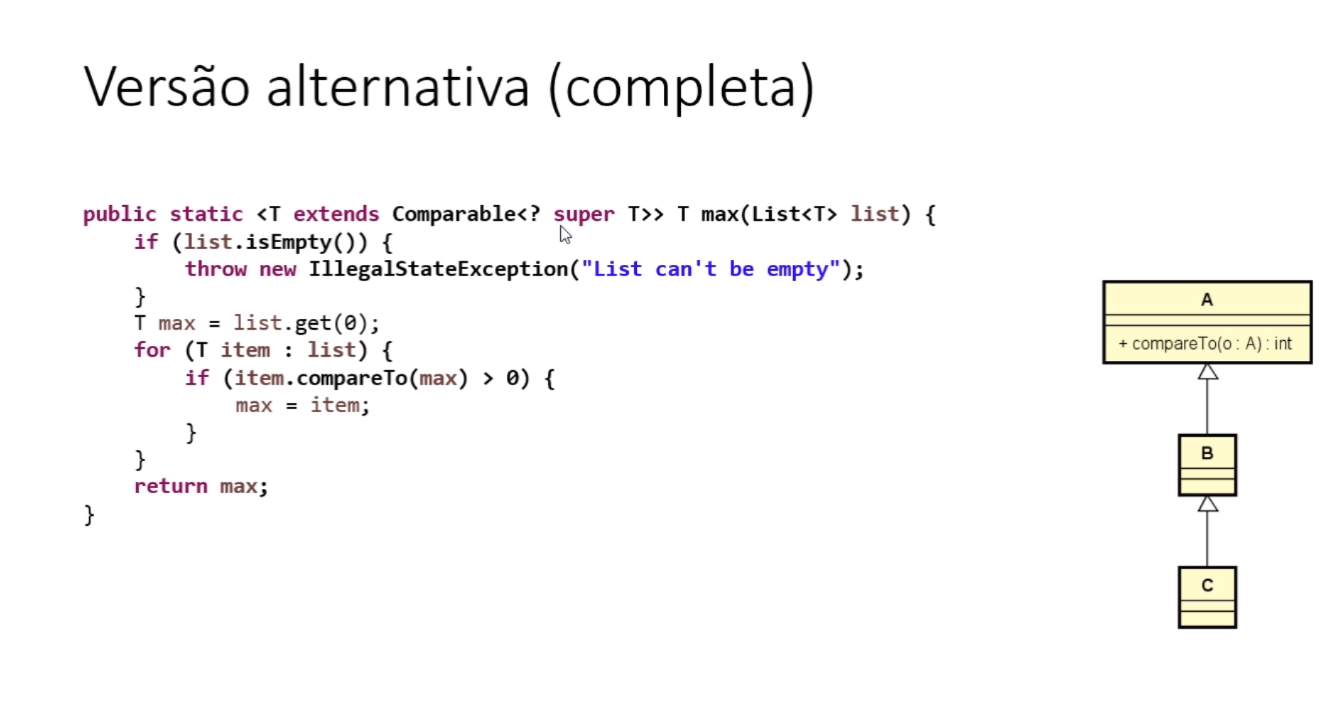 Versão alternativa (completa)
public static <T extends Comparable<? super T>> T max(List<T> list) {
if (list.isEmpty()) {
throw new IllegalStateException("List can't be empty");
}
T max = list.get(0);
for (T item : list) {
if (item.compareTo(max) > 0) {
max = item;
}
}
return max;
}
A
+ compareTo(o : A) : int
B
C